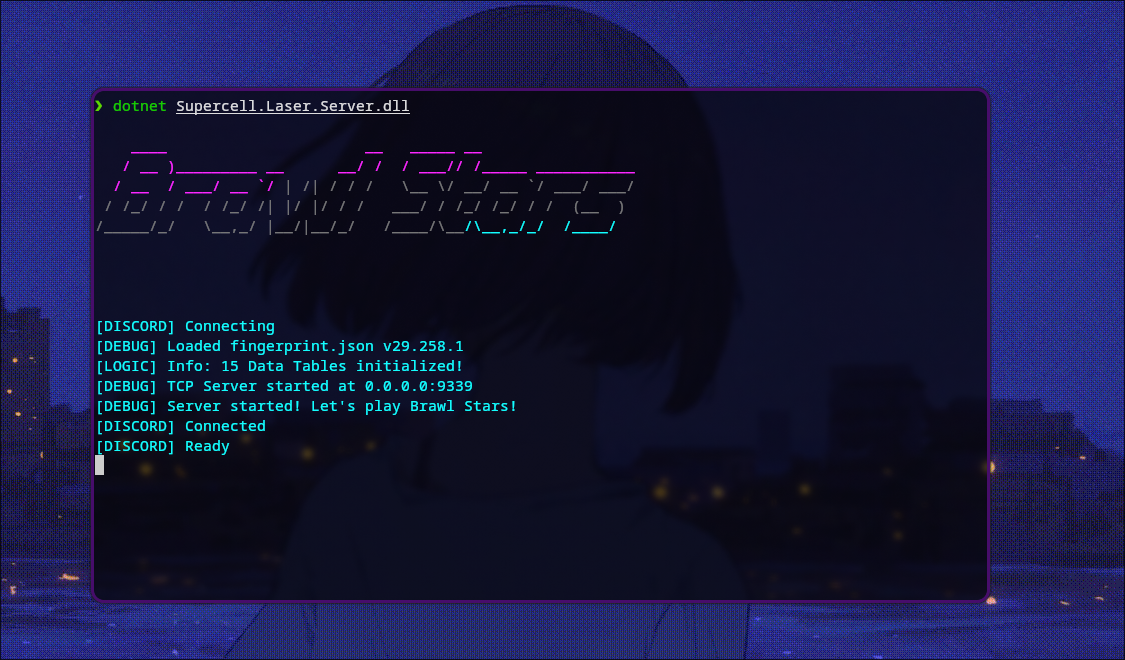 ❯ dotnet Supercell.Laser.Server.dll
    ____                      __   _____ __
   / __ )_________ __      __/ /  / ___// /_____ ___________
  / __  / ___/ __ `/ | /| / / /   \__ \/ __/ __ `/ ___/ ___/
 / /_/ / /  / /_/ /| |/ |/ / /   ___/ / /_/ /_/ / /  (__  )
/_____/_/   \__,_/ |__/|__/_/   /____/\__/\__,_/_/  /____/
[DISCORD] Connecting
[DEBUG] Loaded fingerprint.json v29.258.1
[LOGIC] Info: 15 Data Tables initialized!
[DEBUG] TCP Server started at 0.0.0.0:9339
[DEBUG] Server started! Let's play Brawl Stars!
[DISCORD] Connected
[DISCORD] Ready